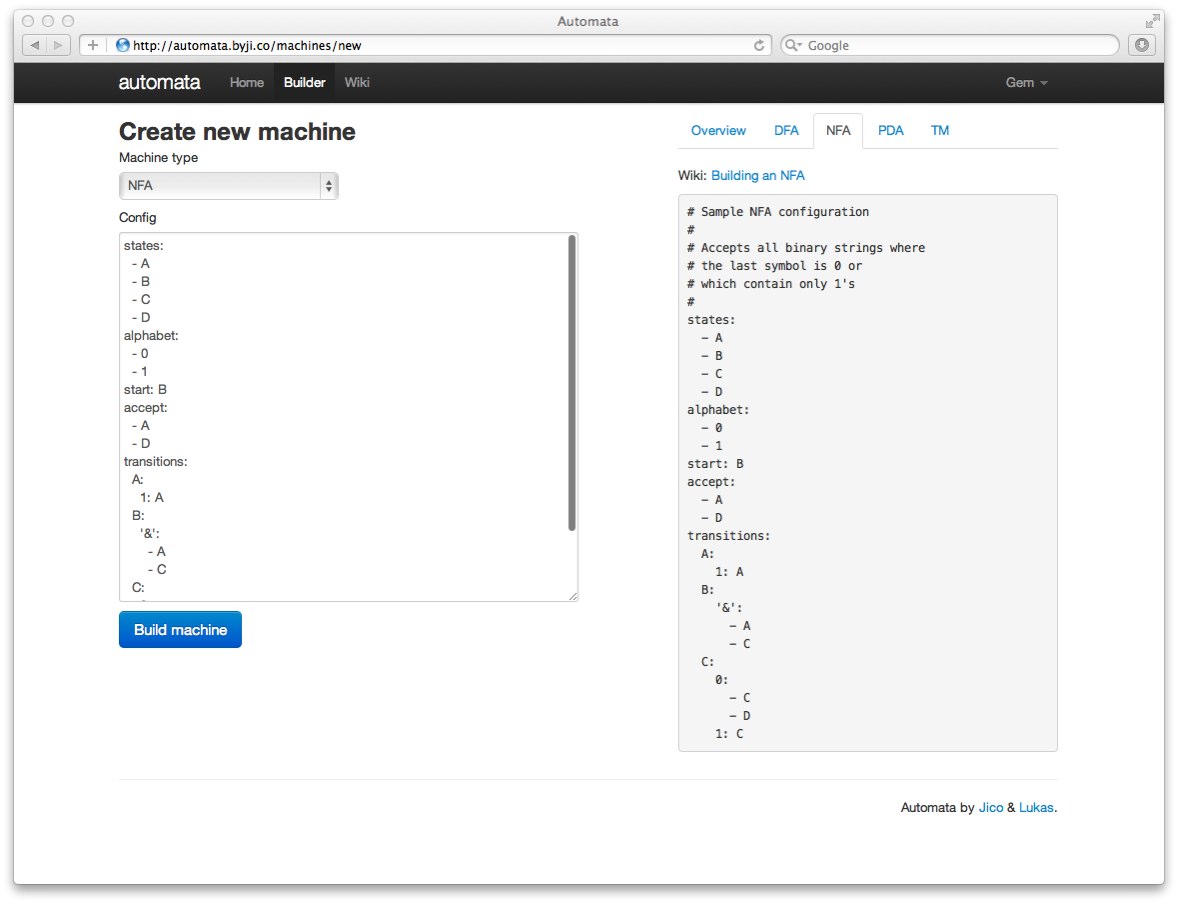 Automata
http://automata.byji.co/machines/new
Google
automata Home Builder Wiki Gem
Create new machine
Machine type
NFA
Config
states:
- A
- B
- C
- D
alphabet:
- 0
- 1
start: B
accept:
- A
- D
transitions:
A:
1: A
B:
'&':
- A
- C
C:
Build machine
Overview DFA NFA PDA TM
Wiki: Building an NFA
# Sample NFA configuration
#
# Accepts all binary strings where
# the last symbol is 0 or
# which contain only 1's
#
states:
- A
- B
- C
- D
alphabet:
- 0
- 1
start: B
accept:
- A
- D
transitions:
A:
1: A
B:
'&':
- A
- C
C:
0:
- C
- D
1: C
Automata by Jico & Lukas.